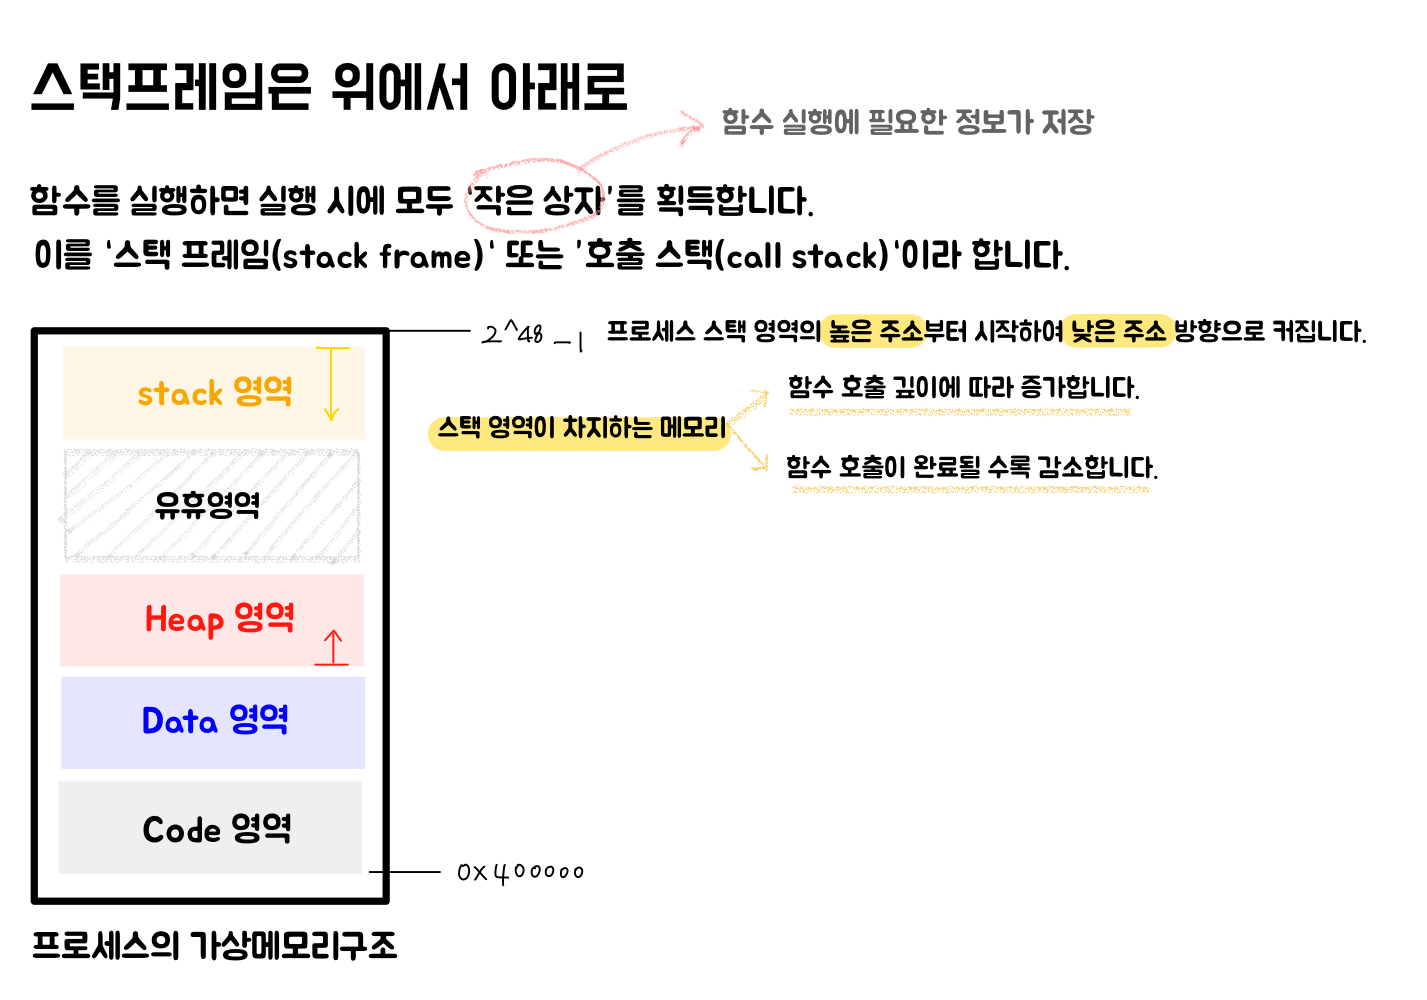 스택프레임은 위에서 아래로
함수 실행에 필요한 정보가 저장
함수를 실행하면 실행 시에 모두 '작은 상자'를 획득합니다.
이를 '스택 프레임(stack frame)' 또는 '호출 스택(call stack)'이라 합니다.
2^48 -1
프로세스 스택 영역의 높은 주소부터 시작하여 낮은 주소 방향으로 커집니다.
stack 영역
함수 호출 깊이에 따라 증가합니다.
스택 영역이 차지하는 메모리
함수 호출이 완료될 수록 감소합니다.
유휴영역
Heap 영역
Data 영역
Code 영역
0x400000
프로세스의 가상메모리구조